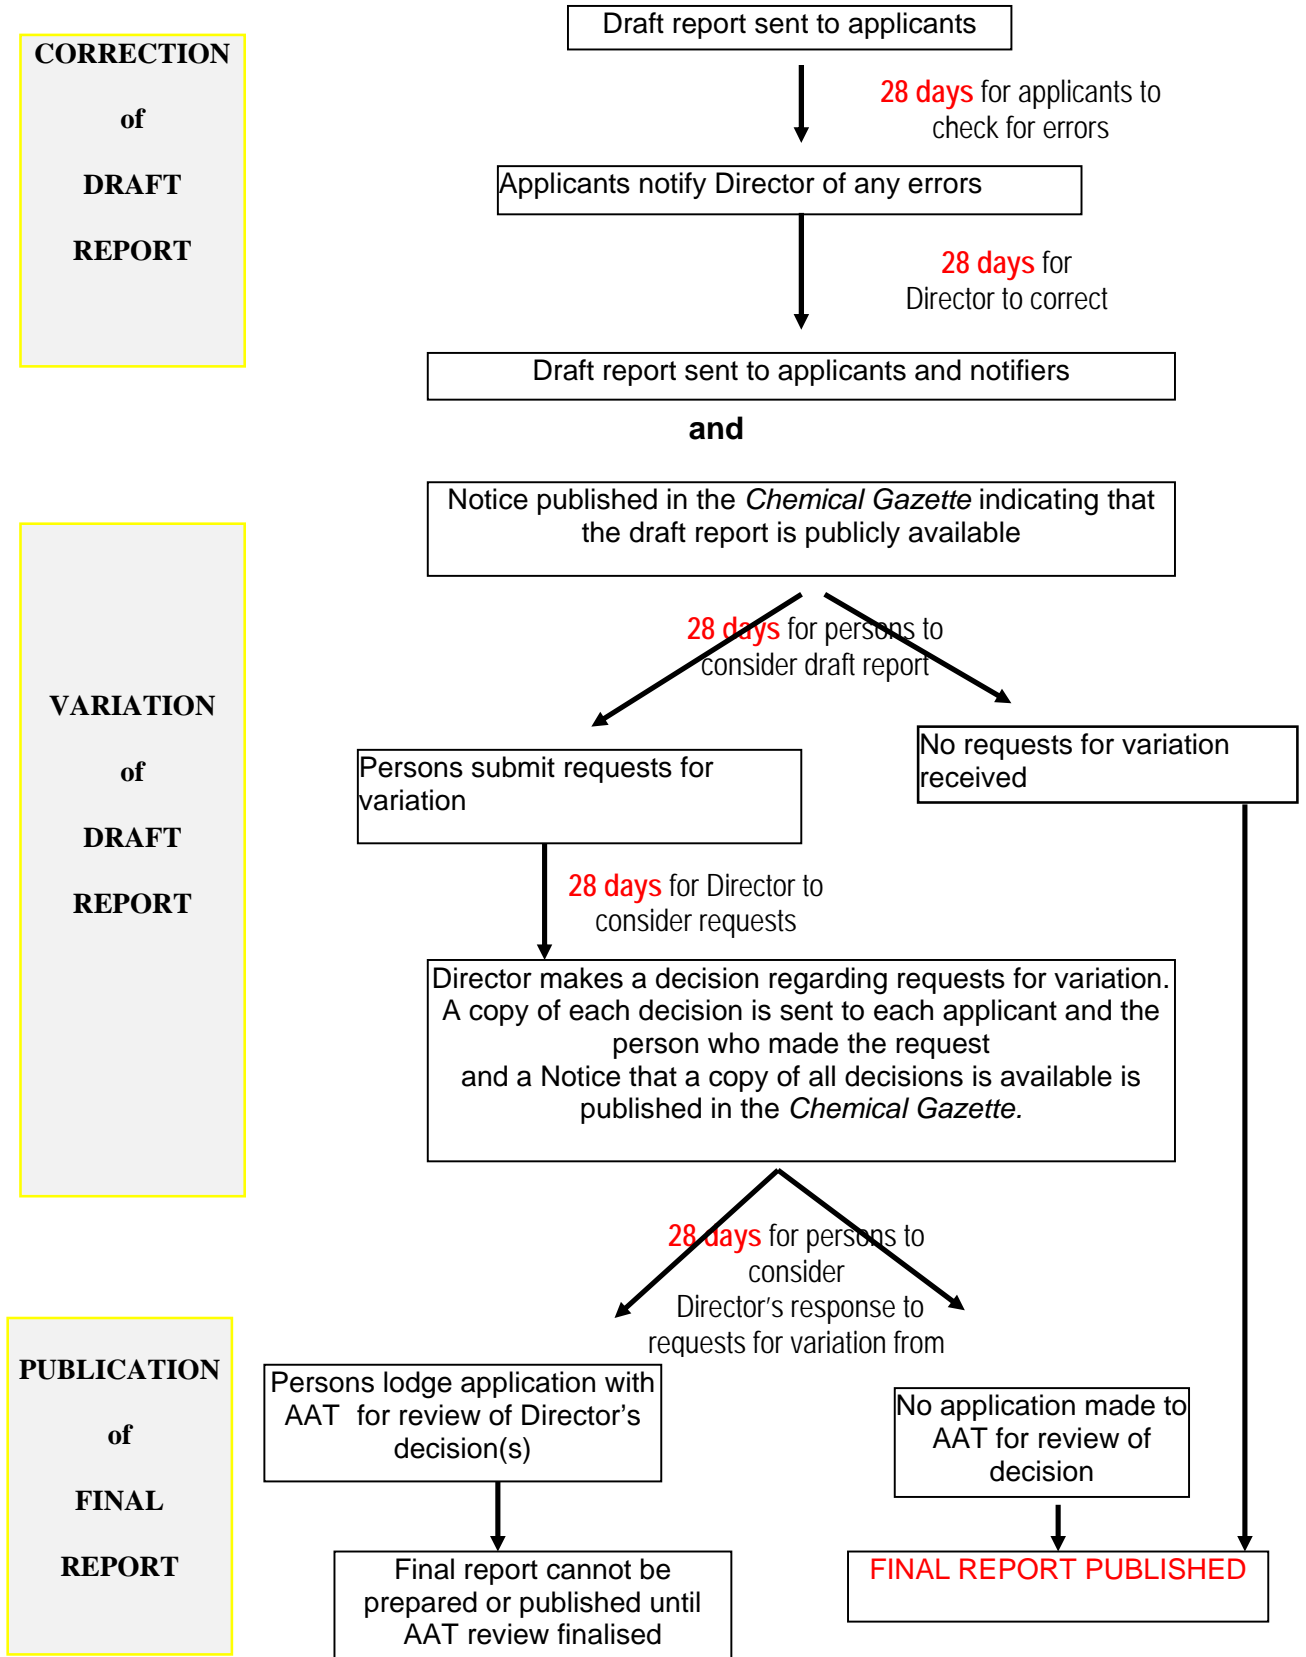 Draft report sent to applicants
CORRECTION
of
DRAFT
REPORT
28 days for applicants to
check for errors
Applicants notify Director of any errors
28 days for
Director to correct
Draft report sent to applicants and notifiers
and
Notice published in the Chemical Gazette indicating that
the draft report is publicly available
VARIATION
of
DRAFT
REPORT
28 days for persons to
consider draft report
Persons submit requests for
variation
No requests for variation
received
28 days for Director to
consider requests
Director makes a decision regarding requests for variation.
A copy of each decision is sent to each applicant and the
person who made the request
and a Notice that a copy of all decisions is available is
published in the Chemical Gazette.
28 days for persons to
consider
Director’s response to
requests for variation from
PUBLICATION
of
FINAL
REPORT
Persons lodge application with
AAT for review of Director’s
decision(s)
No application made to
AAT for review of
decision
Final report cannot be
prepared or published until
AAT review finalised
FINAL REPORT PUBLISHED